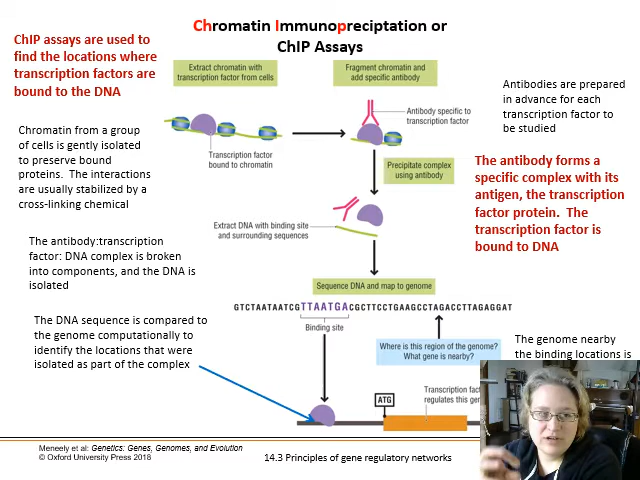 Chromatin Immunopreciptation or
ChIP Assays
ChIP assays are used to
find the locations where
transcription factors are
bound to the DNA
Extract chromatin with
transcription factor from cells
Fragment chromatin and
add specific antibody
Antibodies are prepared
in advance for each
transcription factor to
be studied
Antibody specific to
transcription factor
Chromatin from a group
of cells is gently isolated
to preserve bound
proteins. The interactions
are usually stabilized by a
cross-linking chemical
Transcription factor
bound to chromatin
Precipitate complex
using antibody
The antibody forms a
specific complex with its
antigen, the transcription
factor protein. The
transcription factor is
bound to DNA
Extract DNA with binding site
and surrounding sequences
The antibody:transcription
factor: DNA complex is broken
into components, and the DNA is
isolated
Sequence DNA and map to genome
GTCTAATAATCGTTAATGACGCTTCCTGAAGCCTAGACCTTAGAGGAT
Binding site
The DNA sequence is compared to
the genome computationally to
identify the locations that were
isolated as part of the complex
Where is this region of the genome?
What gene is nearby?
The genome nearby
the binding locations is
Transcription fact
regulates this gen
ATG
Meneely et al: Genetics: Genes, Genomes, and Evolution
© Oxford University Press 2018
14.3 Principles of gene regulatory networks